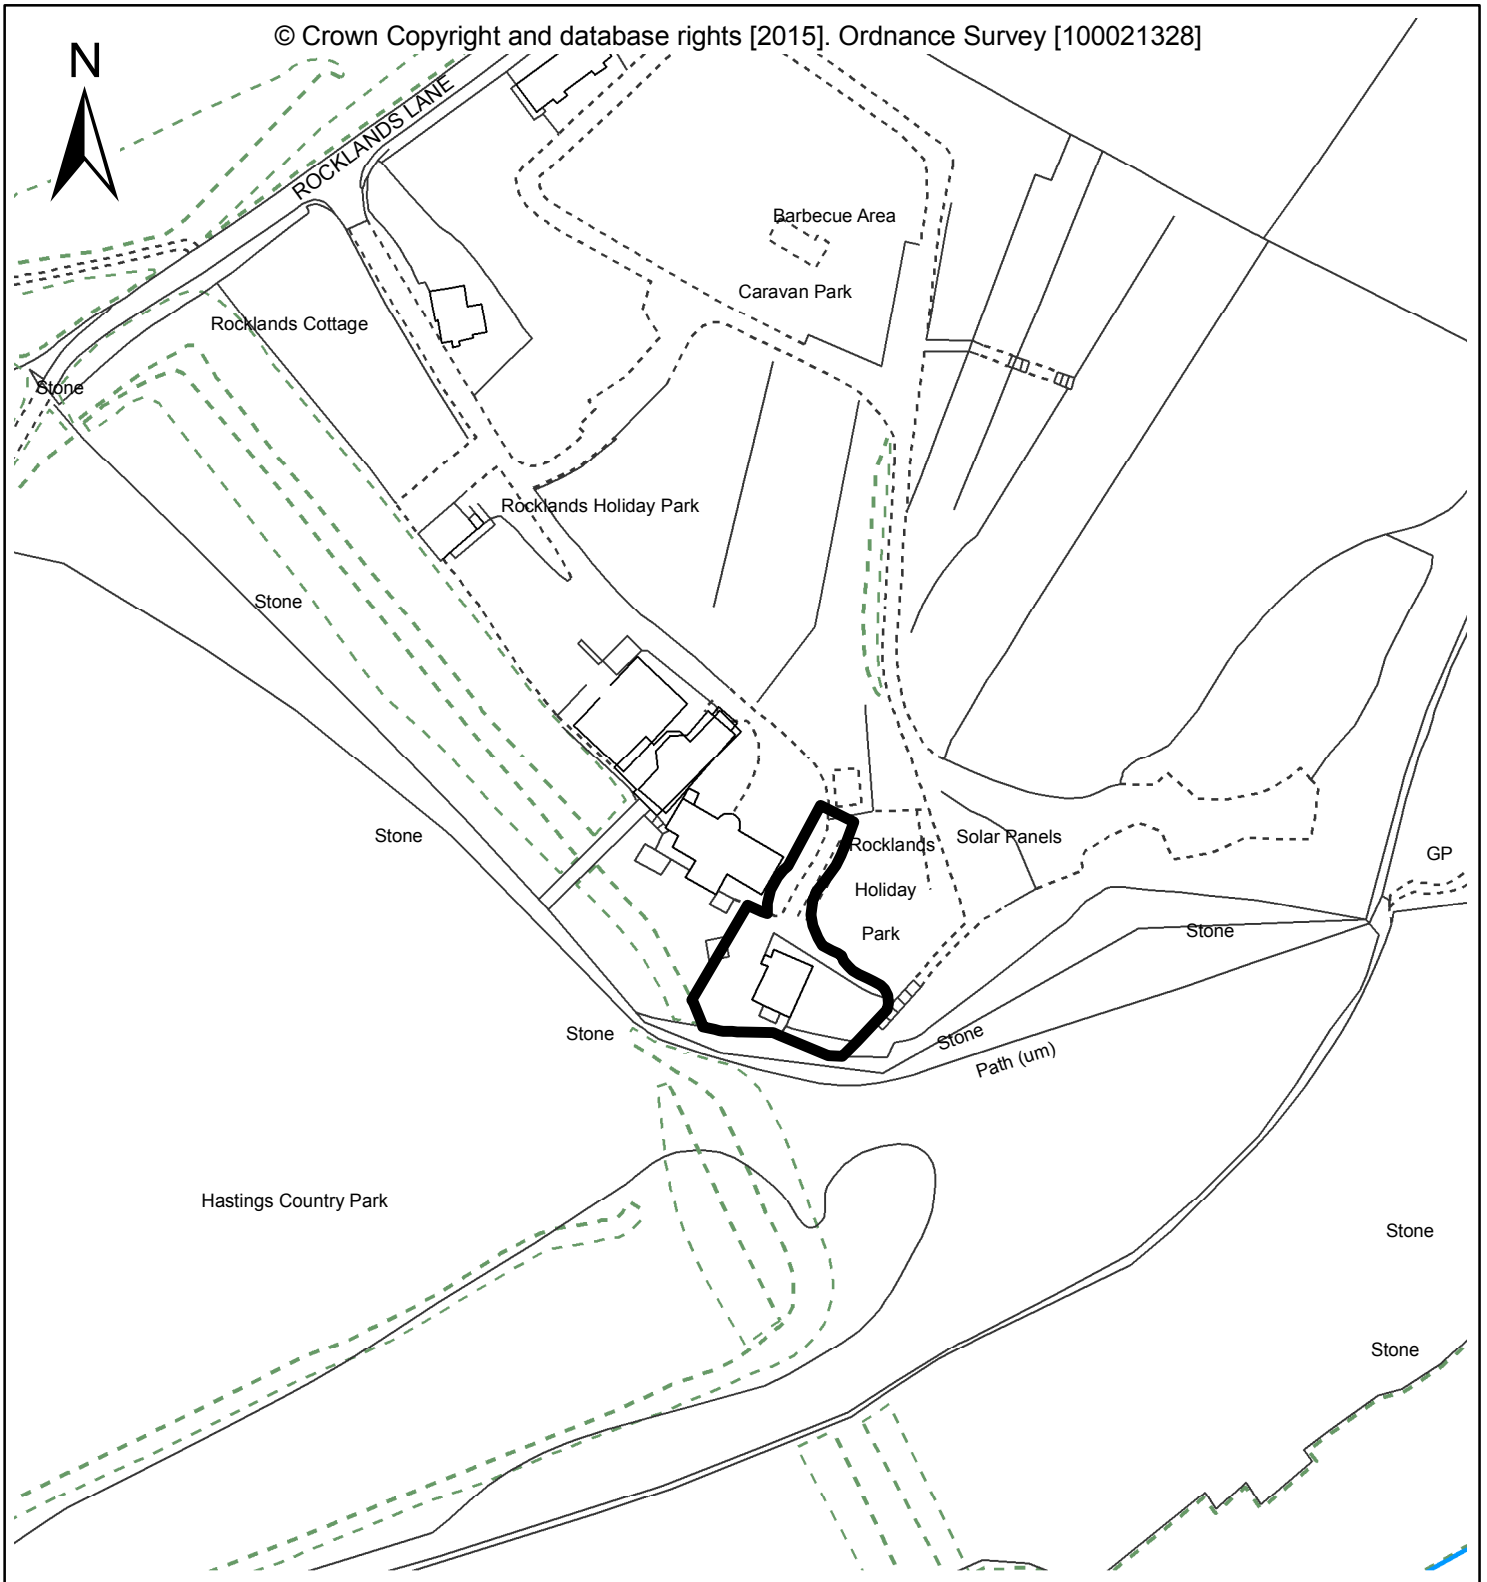 © Crown Copyright and database rights [2015]. Ordnance Survey [100021328]
N
ROCKLANDS LANE
Barbecue Area
Caravan Park
Rocklands Cottage
Stone
Rocklands Holiday Park
Stone
Stone
Rocklands
Holiday
Park
Solar Panels
GP
Stone
Stone
Stone
Path (um)
Hastings Country Park
Stone
Stone